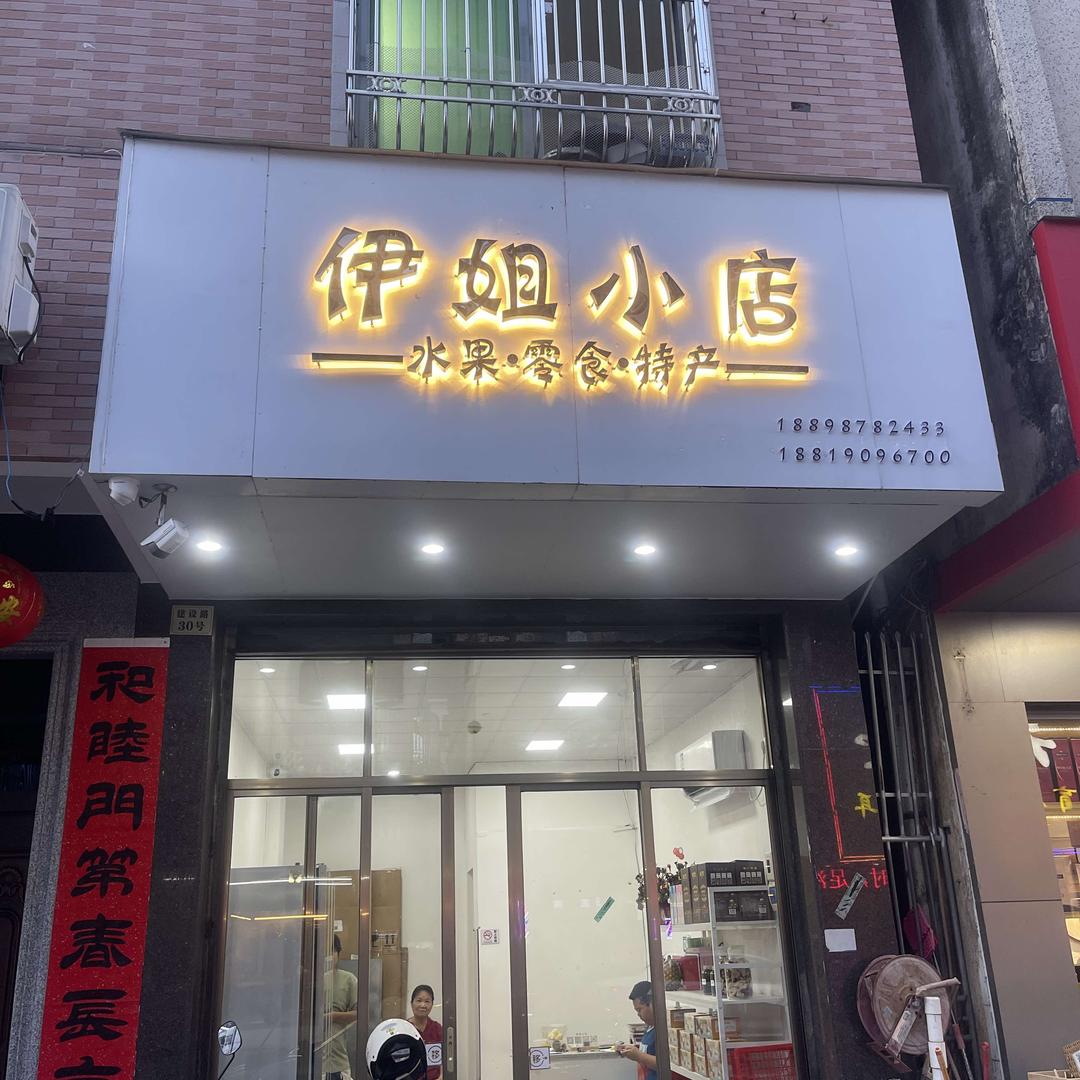 伊姐小店
水果·零食·特产
18898782433
18819096700
建设路
30号
和睦門第春長